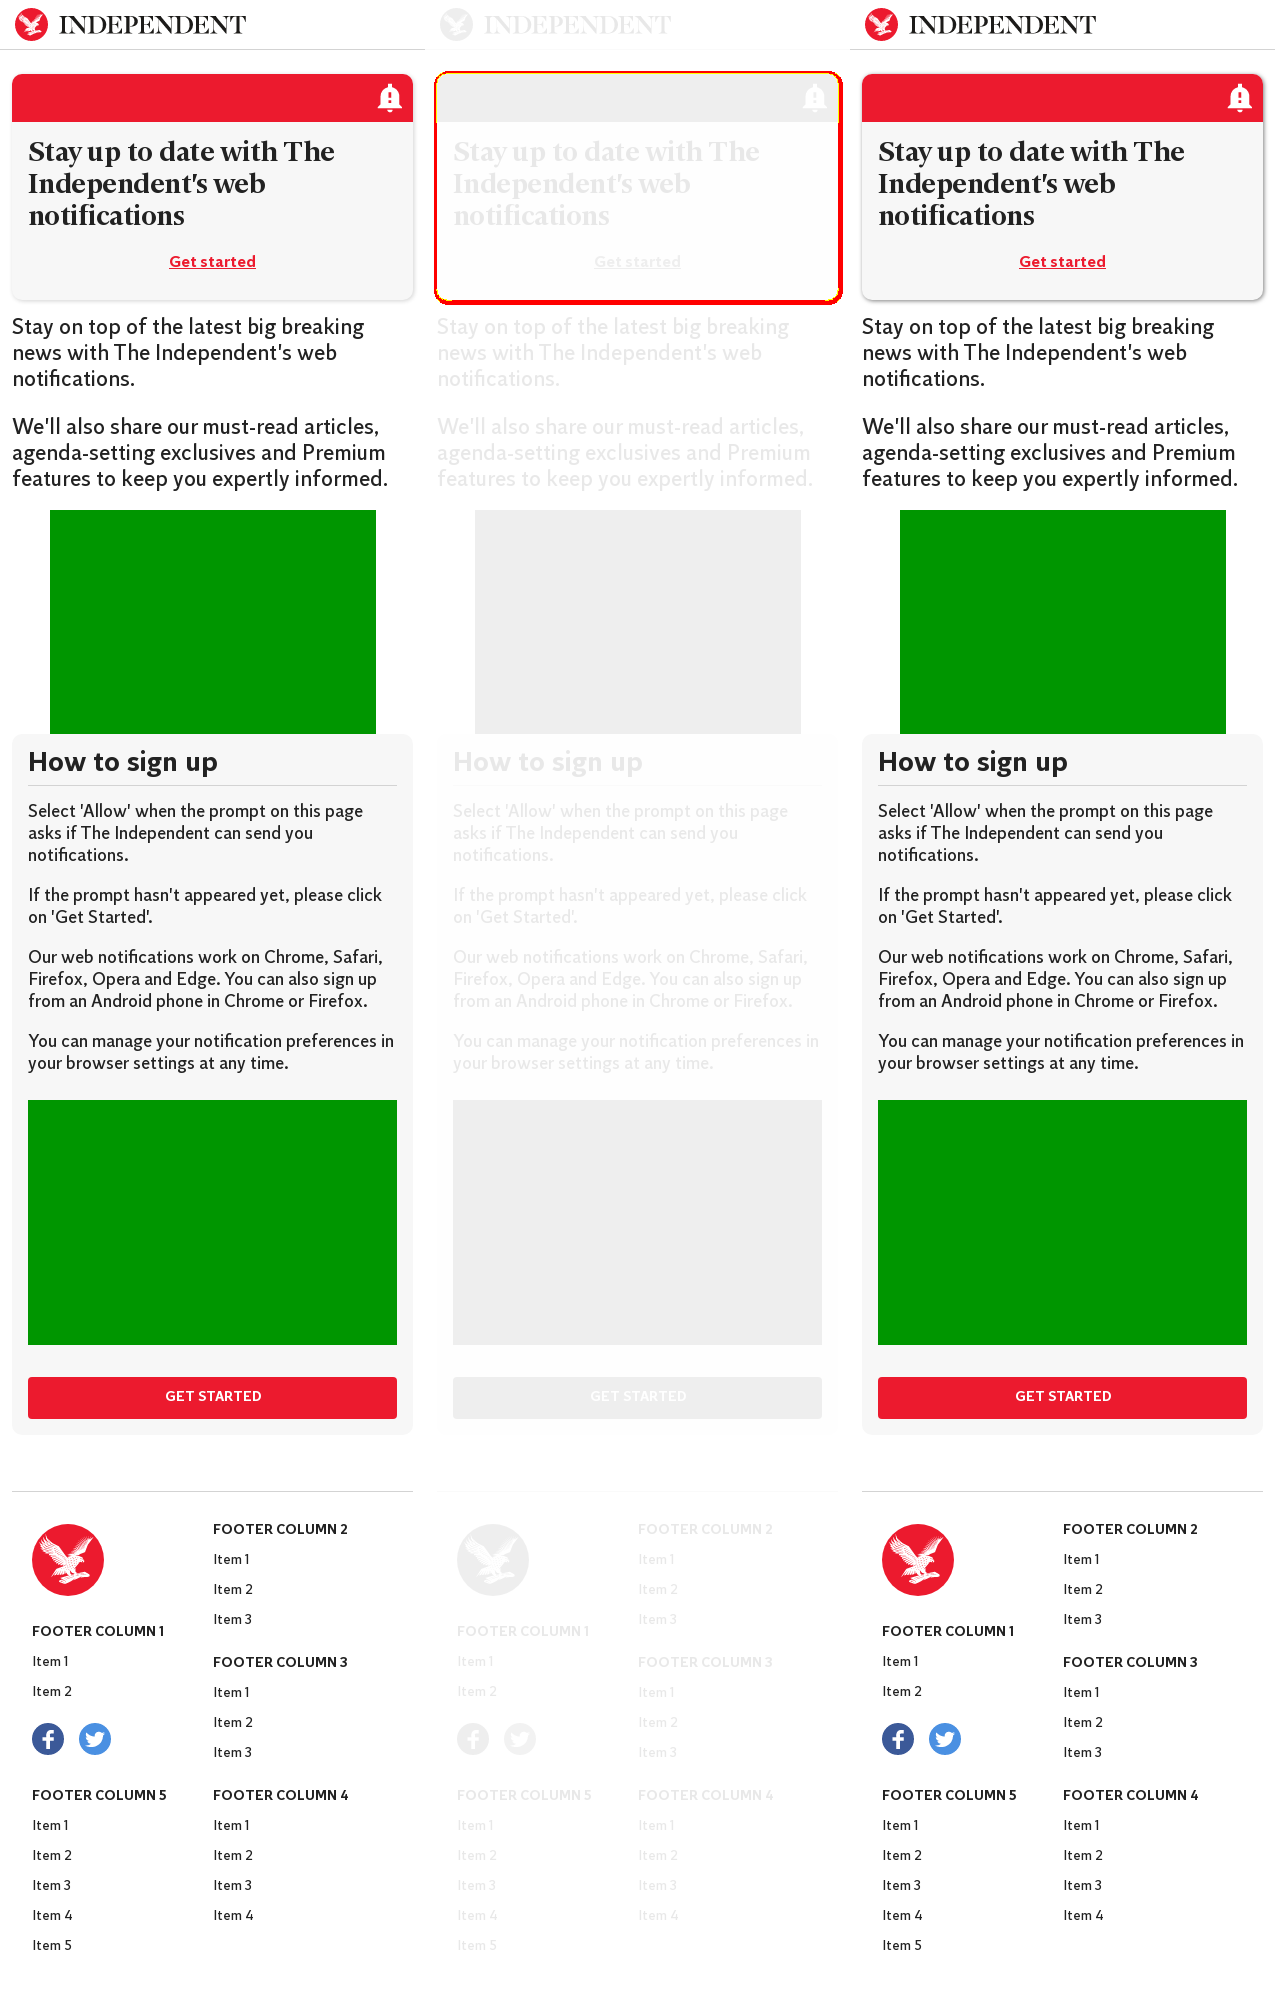 INDEPENDENT
Stay up to date with The
Independent's web
notifications
Get started
Stay on top of the latest big breaking
news with The Independent's web
notifications.
We'll also share our must-read articles,
agenda-setting exclusives and Premium
features to keep you expertly informed.
How to sign up
Select 'Allow' when the prompt on this page
asks if The Independent can send you
notifications.
If the prompt hasn't appeared yet, please click
on 'Get Started'.
Our web notifications work on Chrome, Safari,
Firefox, Opera and Edge. You can also sign up
from an Android phone in Chrome or Firefox.
You can manage your notification preferences in
your browser settings at any time.
GET STARTED
FOOTER COLUMN 1
Item 1
Item 2
FOOTER COLUMN 5
Item 1
Item 2
Item 3
Item 4
Item 5
FOOTER COLUMN 2
Item 1
Item 2
Item 3
FOOTER COLUMN 3
Item 1
Item 2
Item 3
FOOTER COLUMN 4
Item 1
Item 2
Item 3
Item 4
INDEPENDENT
Stay up to date with The
Independent's web
notifications
Get started
Stay on top of the latest big breaking
news with The Independent's web
notifications.
We'll also share our must-read articles,
agenda-setting exclusives and Premium
features to keep you expertly informed.
How to sign up
Select 'Allow' when the prompt on this page
asks if The Independent can send you
notifications.
If the prompt hasn't appeared yet, please click
on 'Get Started'.
Our web notifications work on Chrome, Safari,
Firefox, Opera and Edge. You can also sign up
from an Android phone in Chrome or Firefox.
You can manage your notification preferences in
your browser settings at any time.
GET STARTED
FOOTER COLUMN 1
Item 1
Item 2
FOOTER COLUMN 5
Item 1
Item 2
Item 3
Item 4
Item 5
FOOTER COLUMN 2
Item 1
Item 2
Item 3
FOOTER COLUMN 3
Item 1
Item 2
Item 3
FOOTER COLUMN 4
Item 1
Item 2
Item 3
Item 4
INDEPENDENT
Stay up to date with The
Independent's web
notifications
Get started
Stay on top of the latest big breaking
news with The Independent's web
notifications.
We'll also share our must-read articles,
agenda-setting exclusives and Premium
features to keep you expertly informed.
How to sign up
Select 'Allow' when the prompt on this page
asks if The Independent can send you
notifications.
If the prompt hasn't appeared yet, please click
on 'Get Started'.
Our web notifications work on Chrome, Safari,
Firefox, Opera and Edge. You can also sign up
from an Android phone in Chrome or Firefox.
You can manage your notification preferences in
your browser settings at any time.
GET STARTED
FOOTER COLUMN 1
Item 1
Item 2
FOOTER COLUMN 5
Item 1
Item 2
Item 3
Item 4
Item 5
FOOTER COLUMN 2
Item 1
Item 2
Item 3
FOOTER COLUMN 3
Item 1
Item 2
Item 3
FOOTER COLUMN 4
Item 1
Item 2
Item 3
Item 4